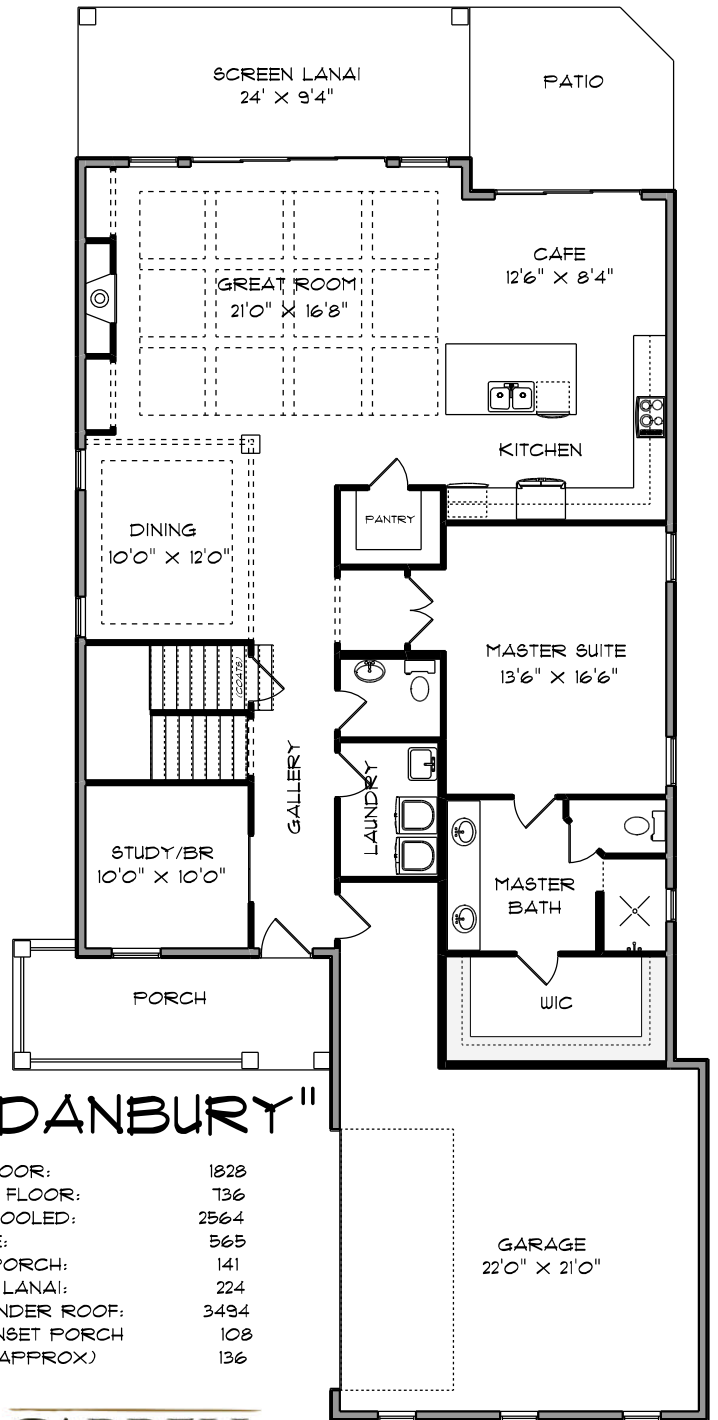 SCREEN LANAI
24' X 9'4"
PATIO
CAFE
12'6" X 8'4"
GREAT ROOM
21'0" X 16'8"
KITCHEN
PANTRY
DINING
10'0" X 12'0"
MASTER SUITE
13'6" X 16'6"
(COATS)
GALLERY
LAUNDRY
STUDY/BR
10'0" X 10'0"
MASTER
BATH
PORCH
WIC
DANBURY"
OOR: 1828
FLOOR: 736
OOLED: 2564
E: 565
PORCH: 141
LANAI: 224
NDER ROOF: 3494
NSET PORCH 108
APPROX) 136
GARAGE
22'0" X 21'0"